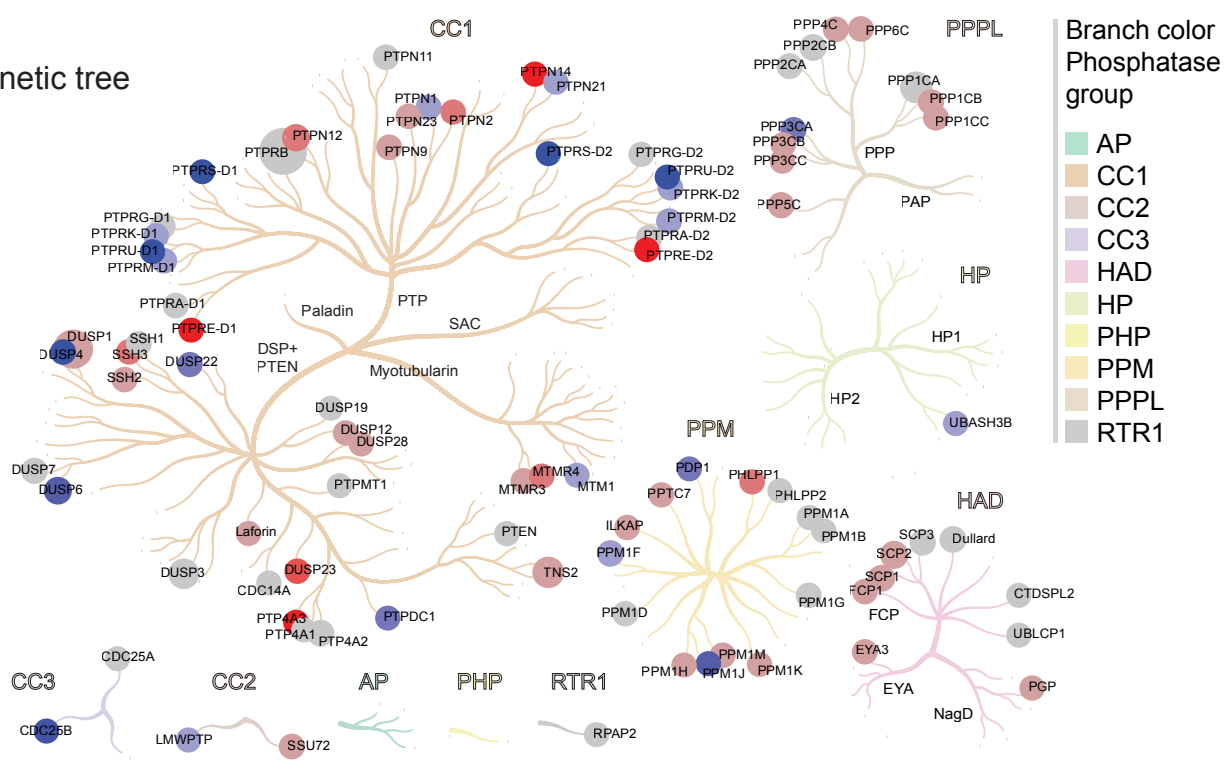 netic tree
CC1
PTPN11
PTPN14
PTPN21
PTPN1
PTPN23
PTPN2
PTPN12
PTPRB
PTPN9
PTPRS-D1
PTPRS-D2
PTPRG-D2
PTPRU-D2
PTPRK-D2
PTPRM-D2
PTPRA-D2
PTPRE-D2
PTPRG-D1
PTPRK-D1
PTPRU-D1
PTPRM-D1
PTPRA-D1
PTPRE-D1
Paladin
PTP
SAC
DSP+
PTEN
Myotubularin
DUSP1
DUSP4
SSH1
SSH3
SSH2
DUSP22
DUSP19
DUSP12
DUSP28
PTPMT1
MTMR4
MTMR3
MTM1
DUSP7
DUSP6
Laforin
PTEN
TNS2
DUSP3
DUSP23
CDC14A
PTP4A3
PTP4A1
PTP4A2
PTPDC1
PPPL
PPP4C
PPP6C
PPP2CB
PPP2CA
PPP1CA
PPP1CB
PPP1CC
PPP3CA
PPP3CB
PPP3CC
PPP
PPP5C
PAP
HP
HP1
HP2
UBASH3B
PPM
PDP1
PHLPP1
PHLPP2
PPTC7
PPM1A
PPM1B
ILKAP
PPM1F
PPM1D
PPM1G
PPM1M
PPM1H
PPM1J
PPM1K
HAD
SCP3
Dullard
SCP2
SCP1
FCP1
FCP
CTDSPL2
UBLCP1
EYA3
EYA
NagD
PGP
CC3
CDC25A
CDC25B
CC2
LMWPTP
SSU72
AP
PHP
RTR1
RPAP2
Branch color
Phosphatase
group
AP
CC1
CC2
CC3
HAD
HP
PHP
PPM
PPPL
RTR1